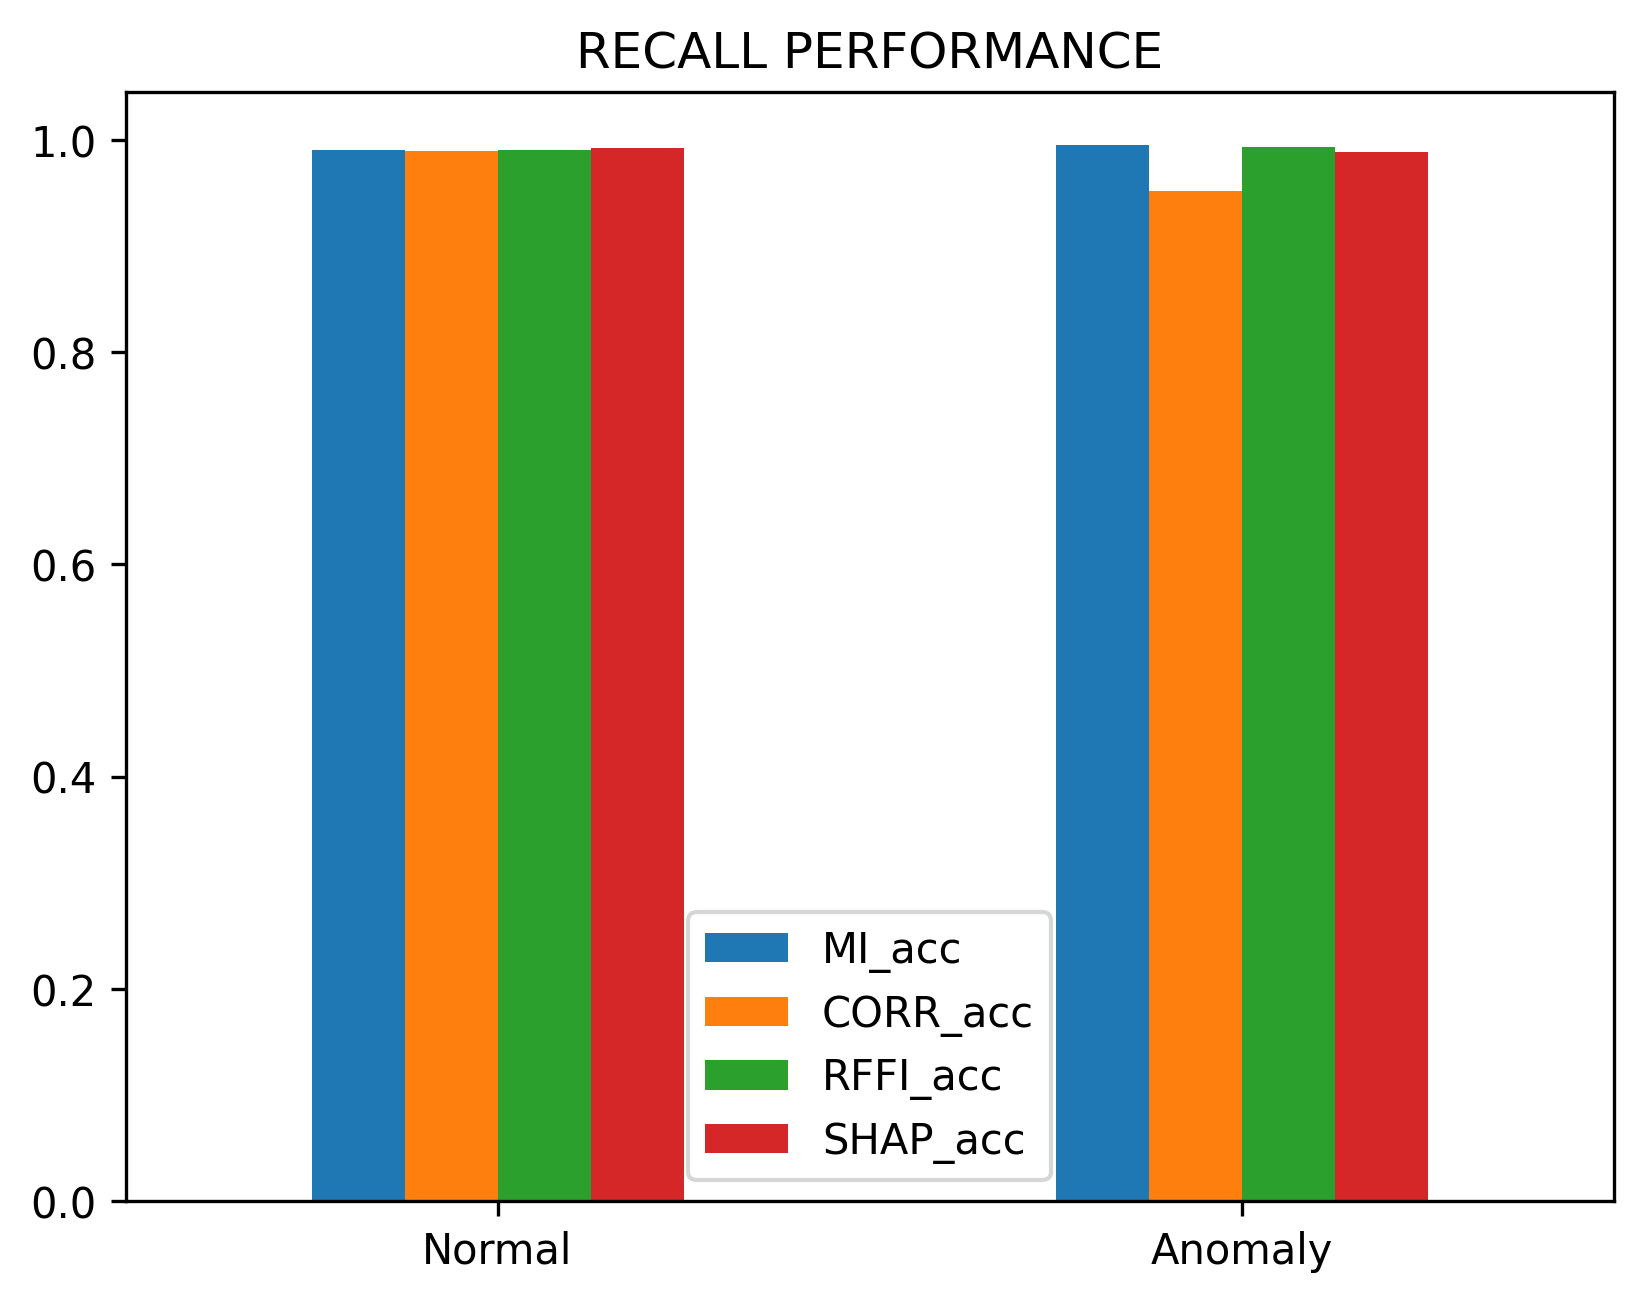 RECALL PERFORMANCE
1.0
0.8
0.6
0.4
0.2
0.0
MI_acc
CORR_acc
RFFI_acc
SHAP_acc
Normal
Anomaly